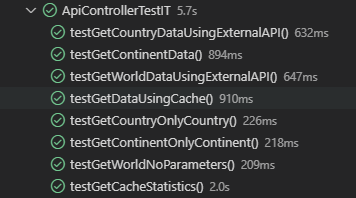 ApiControllerTestIT 5.7s
testGetCountryDataUsingExternalAPI() 632ms
testGetContinentData() 894ms
testGetWorldDataUsingExternalAPI() 647ms
testGetDataUsingCache() 910ms
testGetCountryOnlyCountry() 226ms
testGetContinentOnlyContinent() 218ms
testGetWorldNoParameters() 209ms
testGetCacheStatistics() 2.0s